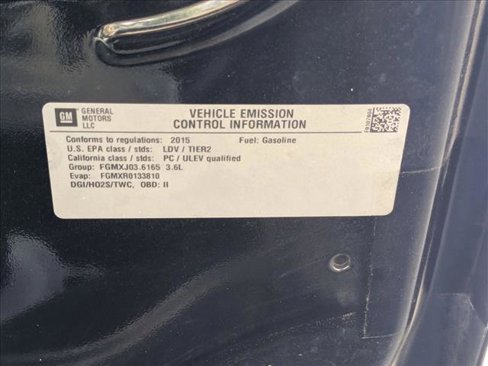 GM
GENERAL
MOTORS
LLC
VEHICLE EMISSION
CONTROL INFORMATION
Conforms to regulations: 2015 Fuel: Gasoline
U.S. EPA class / stds: LDV / TIER2
California class / stds: PC / ULEV qualified
Group: FGMXJ03.6165 3.6L
Evap: FGMXR0133810
DGI/HO2S/TWC, OBD: II